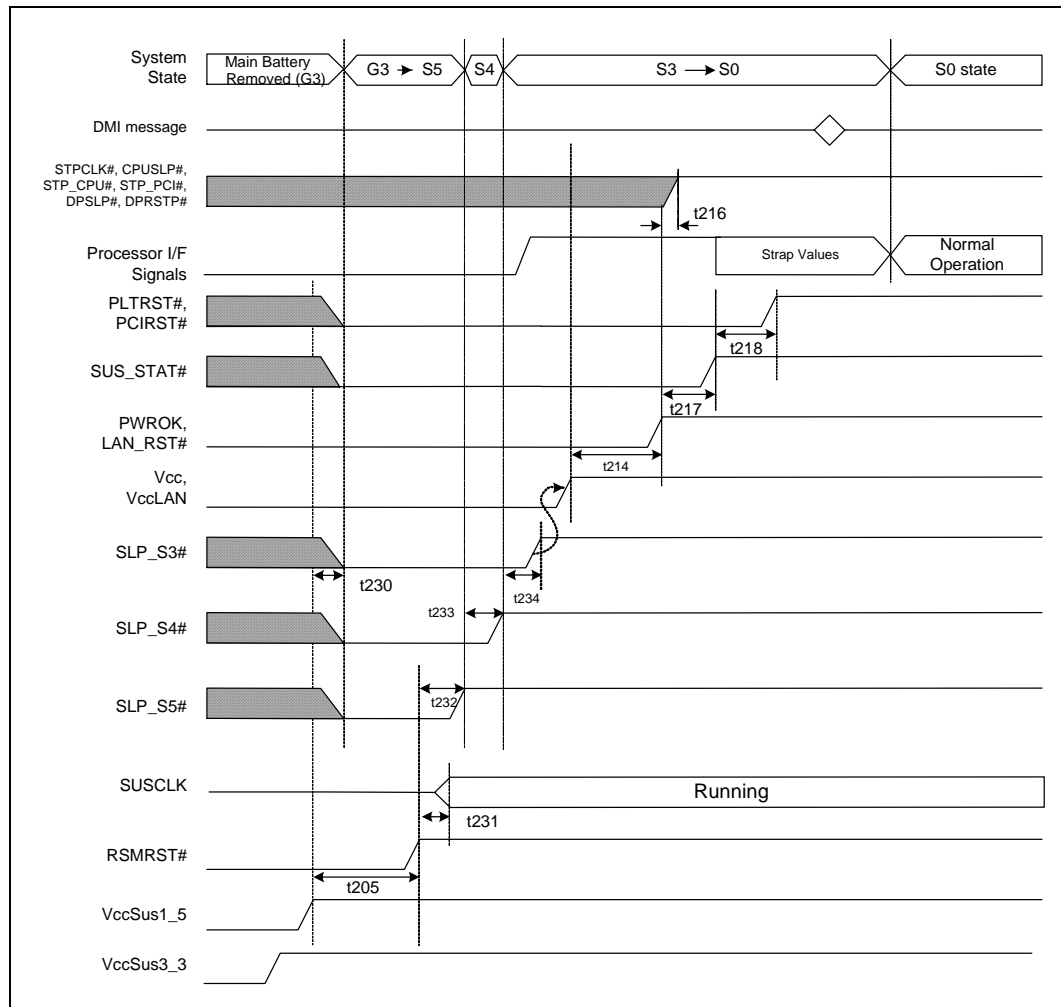 System
State
Main Battery
Removed (G3)
G3 → S5
S4
S3 → S0
S0 state
DMI message
STPCLK#, CPUSLP#,
STP_CPU#, STP_PCI#,
DPSLP#, DPRSTP#
t216
Processor I/F
Signals
Strap Values
Normal
Operation
PLTRST#,
PCIRST#
t218
SUS_STAT#
t217
PWROK,
LAN_RST#
t214
Vcc,
VccLAN
SLP_S3#
t230
t234
t233
SLP_S4#
SLP_S5#
t232
SUSCLK
Running
t231
RSMRST#
t205
VccSus1_5
VccSus3_3